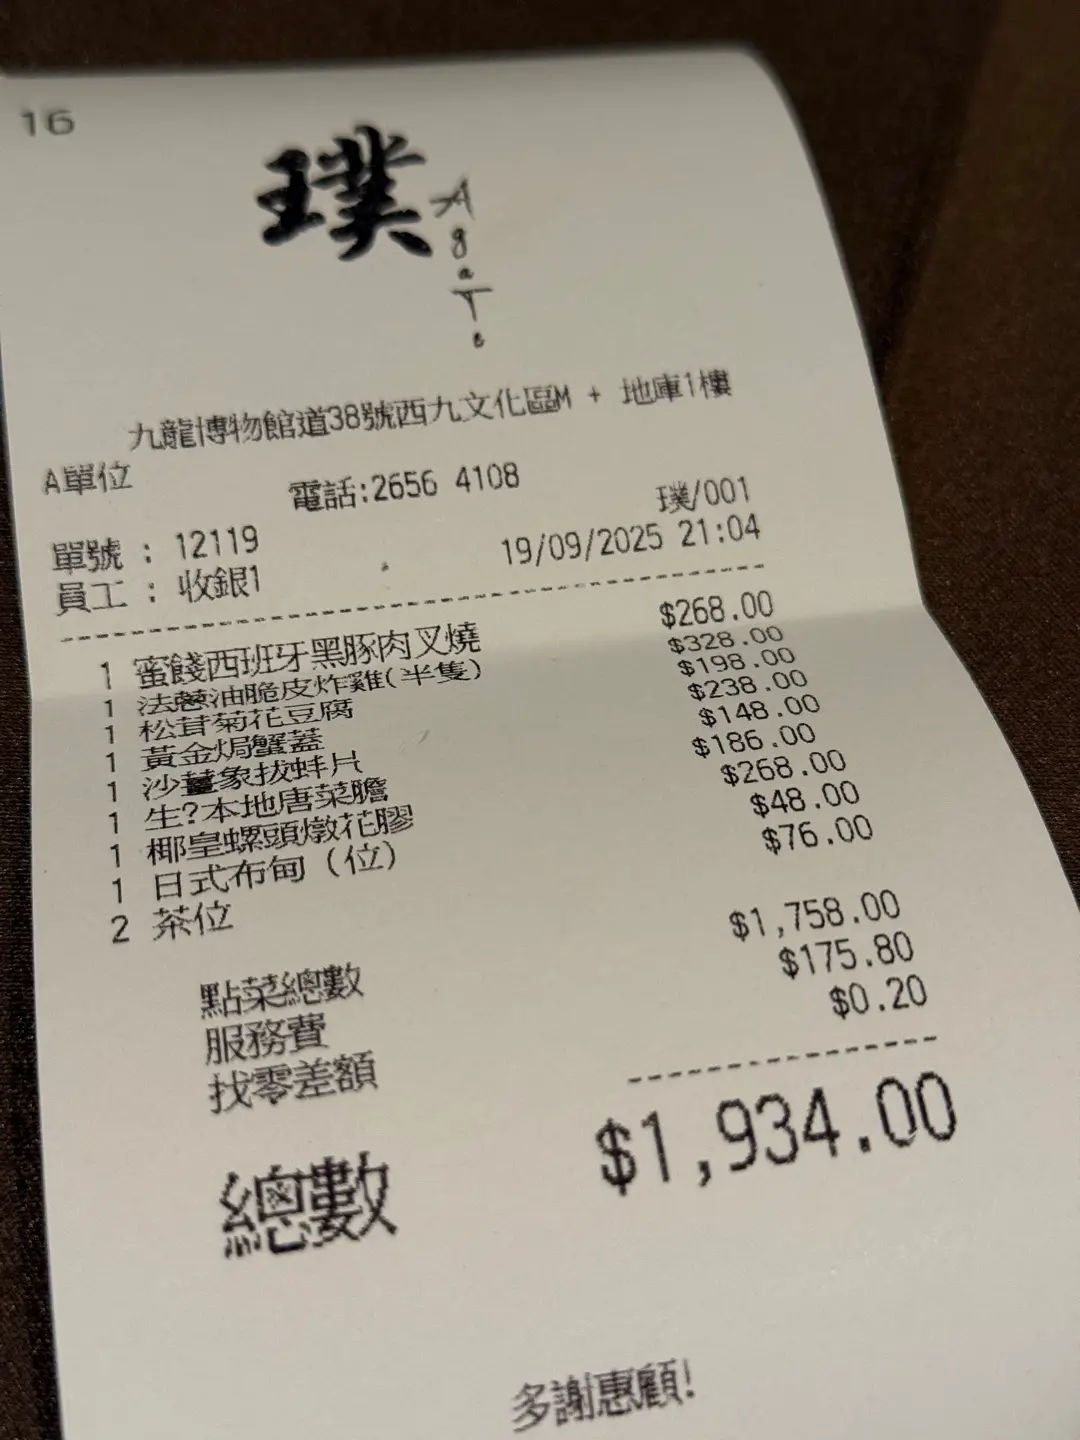 16
璞
Agate
九龍博物館道38號西九文化區M + 地庫1樓
A單位
電話:2656 4108
璞/001
單號 : 12119
19/09/2025 21:04
員工 : 收銀1
1 蜜餞西班牙黑豚肉叉燒 $268.00
1 法蔥油脆皮炸雞(半隻) $328.00
1 松茸菊花豆腐 $198.00
1 黃金焗蟹蓋 $238.00
1 沙薑象拔蚌片 $148.00
1 生?本地唐菜膽 $186.00
1 椰皇螺頭燉花膠 $268.00
1 日式布甸 (位) $48.00
2 茶位 $76.00
點菜總數 $1,758.00
服務費 $175.80
找零差額 $0.20
總數 $1,934.00
多謝惠顧!